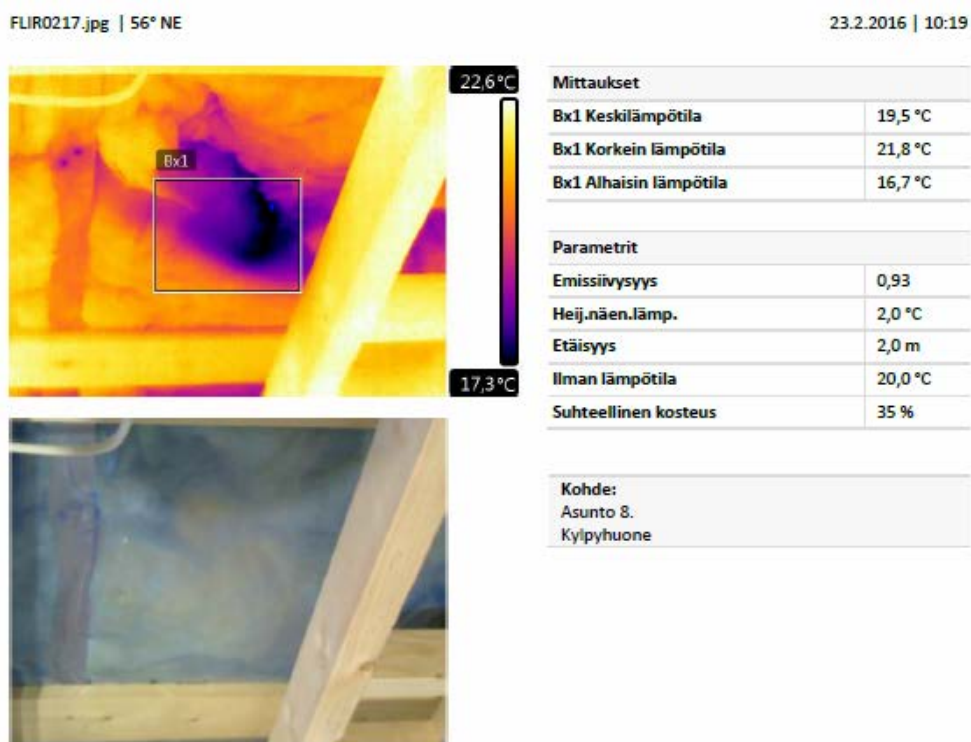 FLIR0217.jpg | 56° NE
23.2.2016 | 10:19
22,6°C
Bx1
17,3°C
Mittaukset
Bx1 Keskilämpötila 19,5 °C
Bx1 Korkein lämpötila 21,8 °C
Bx1 Alhaisin lämpötila 16,7 °C
Parametrit
Emissiivysyys 0,93
Heij.näen.lämp. 2,0 °C
Etäisyys 2,0 m
Ilman lämpötila 20,0 °C
Suhteellinen kosteus 35 %
Kohde:
Asunto 8.
Kylpyhuone